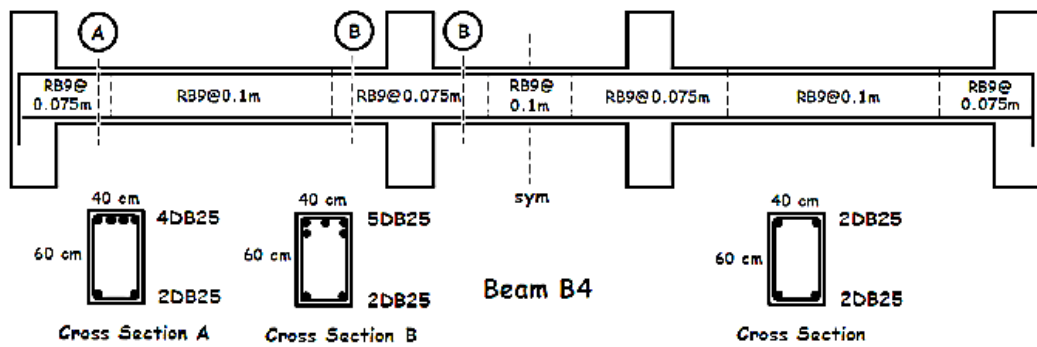 A
B
B
RB9@
0.075m
RB9@0.1m
RB9@0.075m
RB9@
0.1m
RB9@0.075m
RB9@0.1m
RB9@
0.075m
sym
40 cm
4DB25
60 cm
2DB25
Cross Section A
40 cm
5DB25
60 cm
2DB25
Cross Section B
Beam B4
40 cm
2DB25
60 cm
2DB25
Cross Section